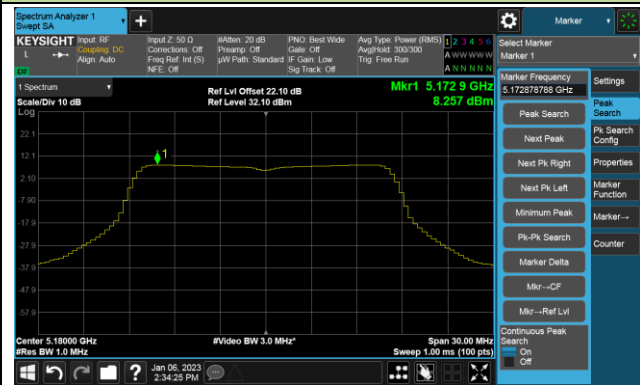 Spectrum Analyzer 1
Swept SA
+
Marker
KEYSIGHT
L
LXI
Input: RF
Coupling: DC
Align: Auto
Input Z: 50 Ω
Corrections: Off
Freq Ref: Int (S)
NFE: Off
#Atten: 20 dB
Preamp: Off
µW Path: Standard
PNO: Best Wide
Gate: Off
IF Gain: Low
Sig Track: Off
Avg Type: Power (RMS)
Avg|Hold: 300/300
Trig: Free Run
1 2 3 4 5 6
A W W W W W
A N N N N N
Select Marker
Marker 1
1 Spectrum
Scale/Div 10 dB
Log
Ref Lvl Offset 22.10 dB
Ref Level 32.10 dBm
Mkr1 5.172 9 GHz
8.257 dBm
22.1
12.1
2.10
-7.90
-17.9
-27.9
-37.9
-47.9
-57.9
1
Center 5.18000 GHz
#Res BW 1.0 MHz
#Video BW 3.0 MHz*
Span 30.00 MHz
Sweep 1.00 ms (100 pts)
Marker Frequency
5.172878788 GHz
Peak Search
Next Peak
Next Pk Right
Next Pk Left
Minimum Peak
Pk-Pk Search
Marker Delta
Mkr→CF
Mkr→Ref Lvl
Continuous Peak
Search
On
Off
Settings
Peak
Search
Pk Search
Config
Properties
Marker
Function
Marker→
Counter
?
Jan 06, 2023
2:34:25 PM